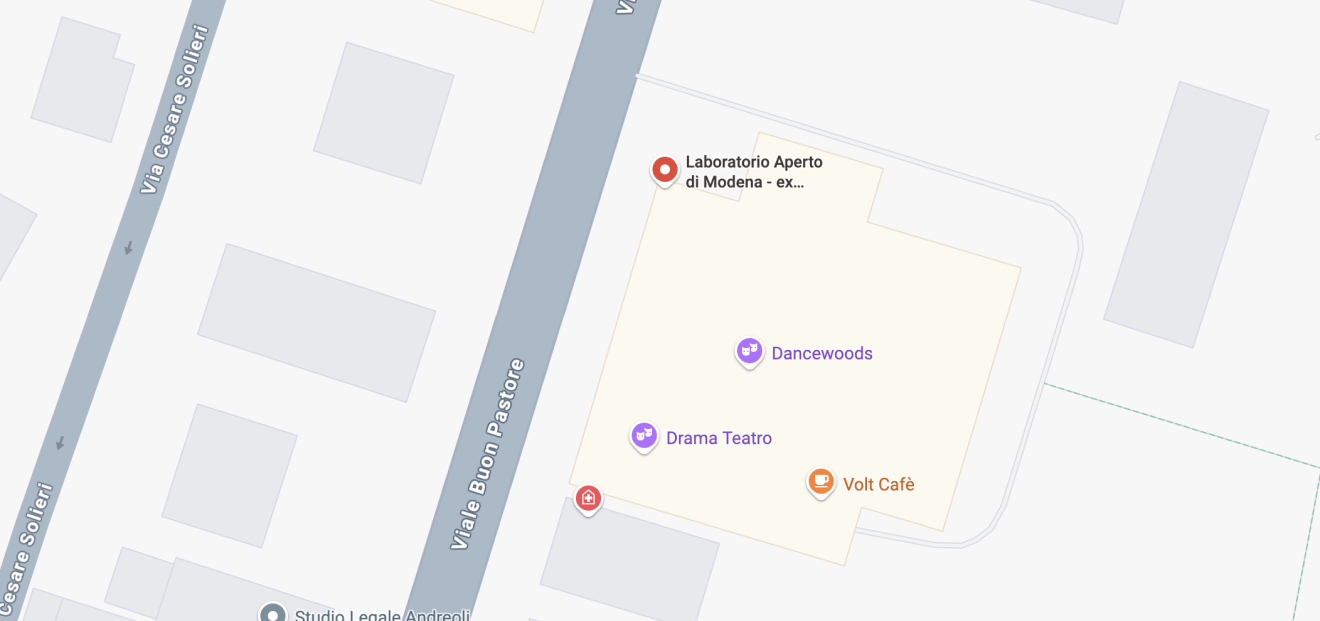 Vi
Via Cesare Solieri
Laboratorio Aperto
di Modena - ex...
Dancewoods
Viale Buon Pastore
Drama Teatro
Volt Cafè
Cesare Solieri
Studio Legale Andreoli